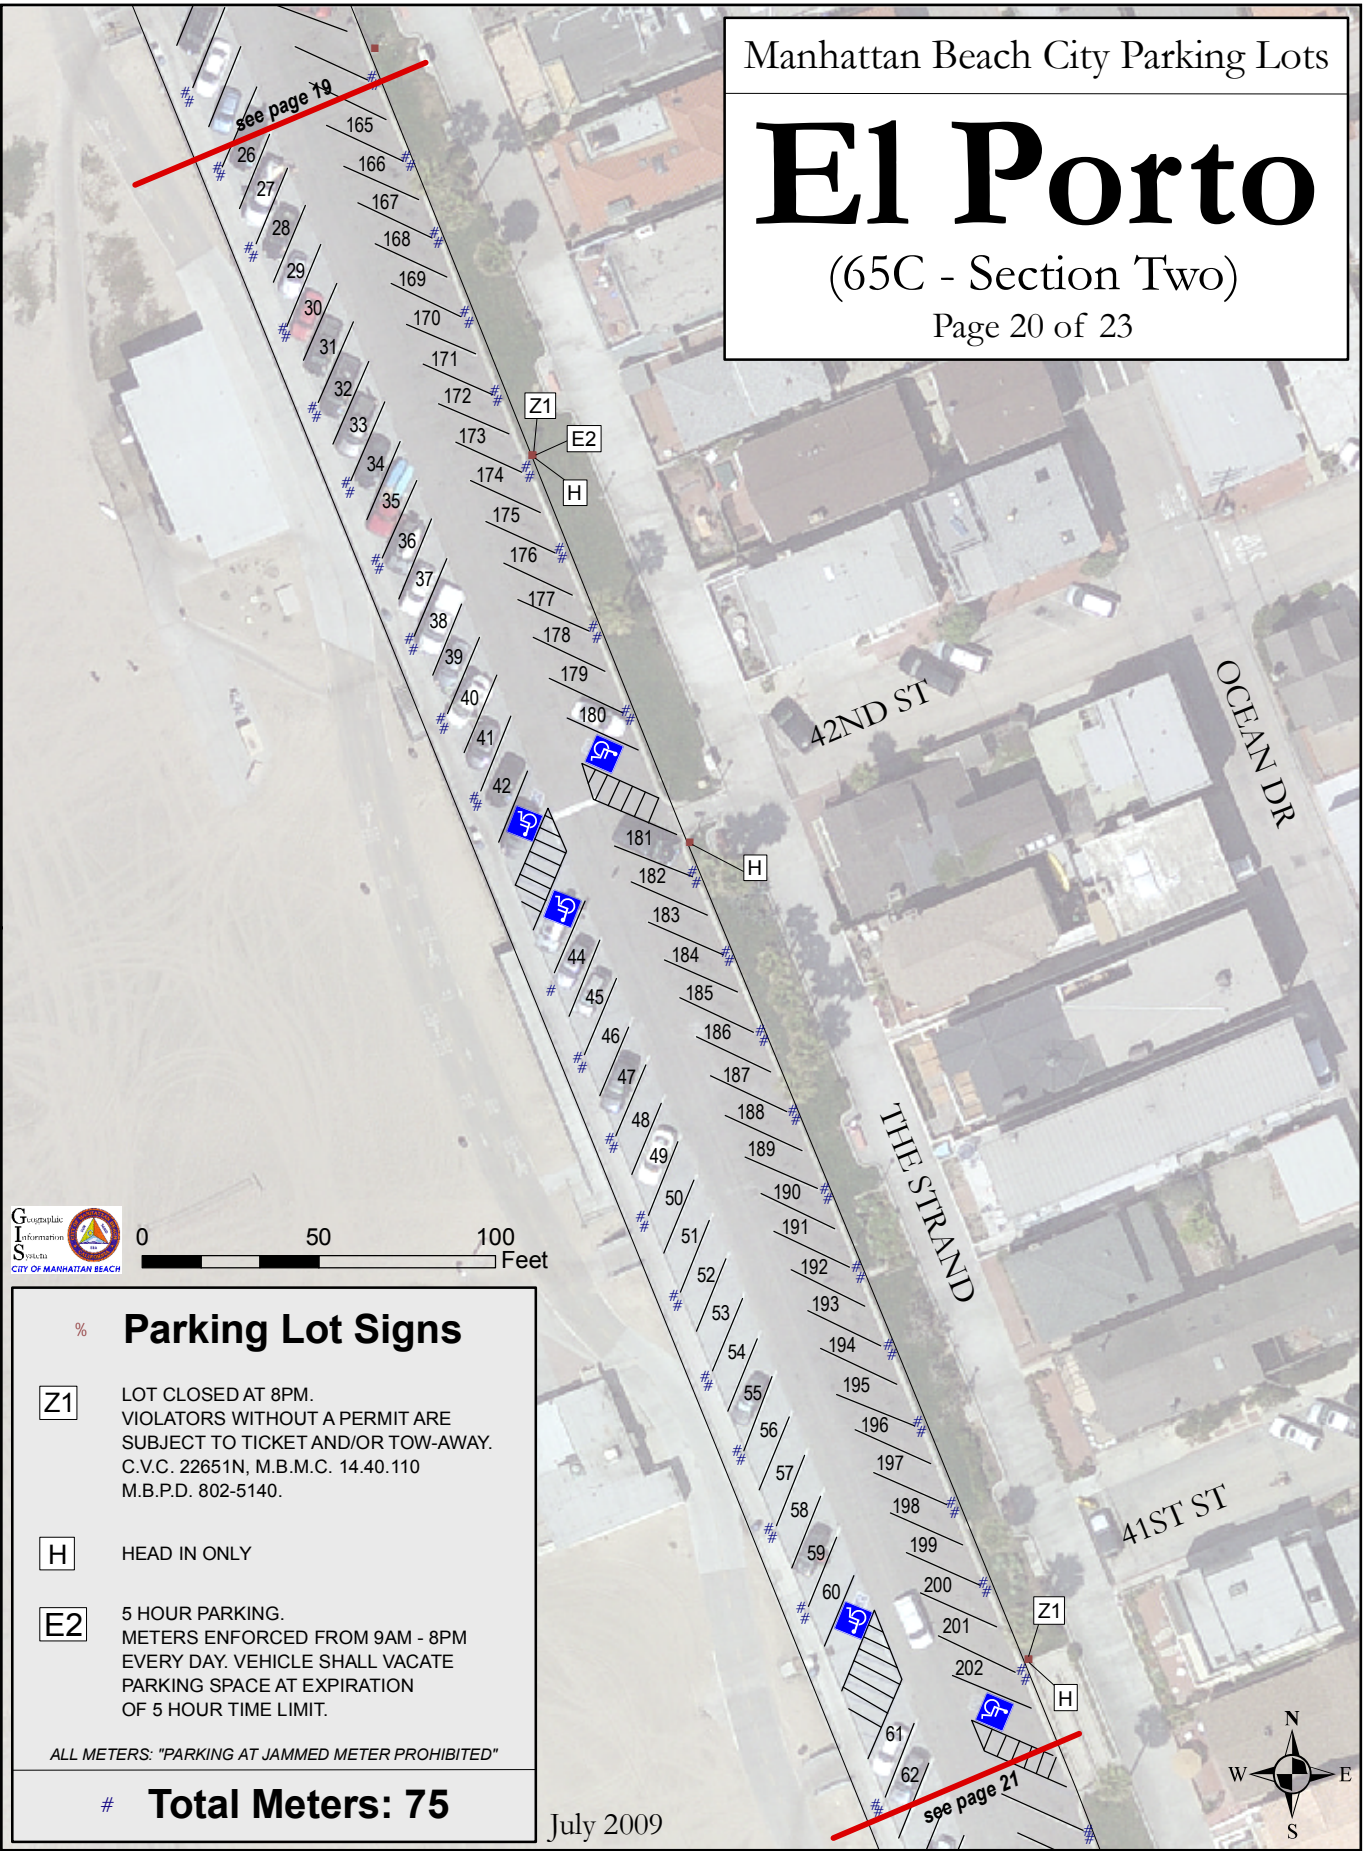 Manhattan Beach City Parking Lots
El Porto
(65C - Section Two)
Page 20 of 23
see page 19
26
27
28
29
30
31
32
33
34
35
36
37
38
39
40
41
42
44
45
46
47
48
49
50
51
52
53
54
55
56
57
58
59
60
61
62
165
166
167
168
169
170
171
172
173
174
175
176
177
178
179
180
181
182
183
184
185
186
187
188
189
190
191
192
193
194
195
196
197
198
199
200
201
202
Z1
E2
H
H
Z1
H
42ND ST
OCEAN DR
THE STRAND
41ST ST
see page 21
Geographic
Information
System
CITY OF MANHATTAN BEACH
0 50 100
Feet
% Parking Lot Signs
Z1 LOT CLOSED AT 8PM.
VIOLATORS WITHOUT A PERMIT ARE
SUBJECT TO TICKET AND/OR TOW-AWAY.
C.V.C. 22651N, M.B.M.C. 14.40.110
M.B.P.D. 802-5140.
H HEAD IN ONLY
E2 5 HOUR PARKING.
METERS ENFORCED FROM 9AM - 8PM
EVERY DAY. VEHICLE SHALL VACATE
PARKING SPACE AT EXPIRATION
OF 5 HOUR TIME LIMIT.
ALL METERS: "PARKING AT JAMMED METER PROHIBITED"
# Total Meters: 75
July 2009
N
W E
S